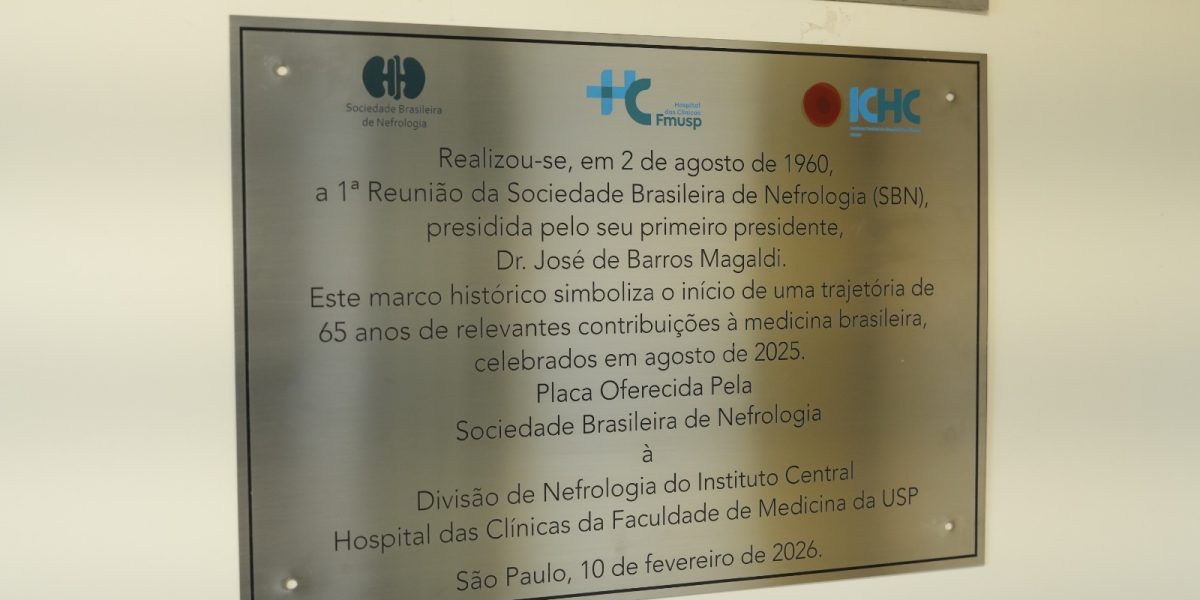 Sociedade Brasileira
de Nefrologia
HC
Hospital
das Clínicas
Fmusp
ICHC
Realizou-se, em 2 de agosto de 1960,
a 1ª Reunião da Sociedade Brasileira de Nefrologia (SBN),
presidida pelo seu primeiro presidente,
Dr. José de Barros Magaldi.
Este marco histórico simboliza o início de uma trajetória de
65 anos de relevantes contribuições à medicina brasileira,
celebrados em agosto de 2025.
Placa Oferecida Pela
Sociedade Brasileira de Nefrologia
à
Divisão de Nefrologia do Instituto Central
Hospital das Clínicas da Faculdade de Medicina da USP
São Paulo, 10 de fevereiro de 2026.